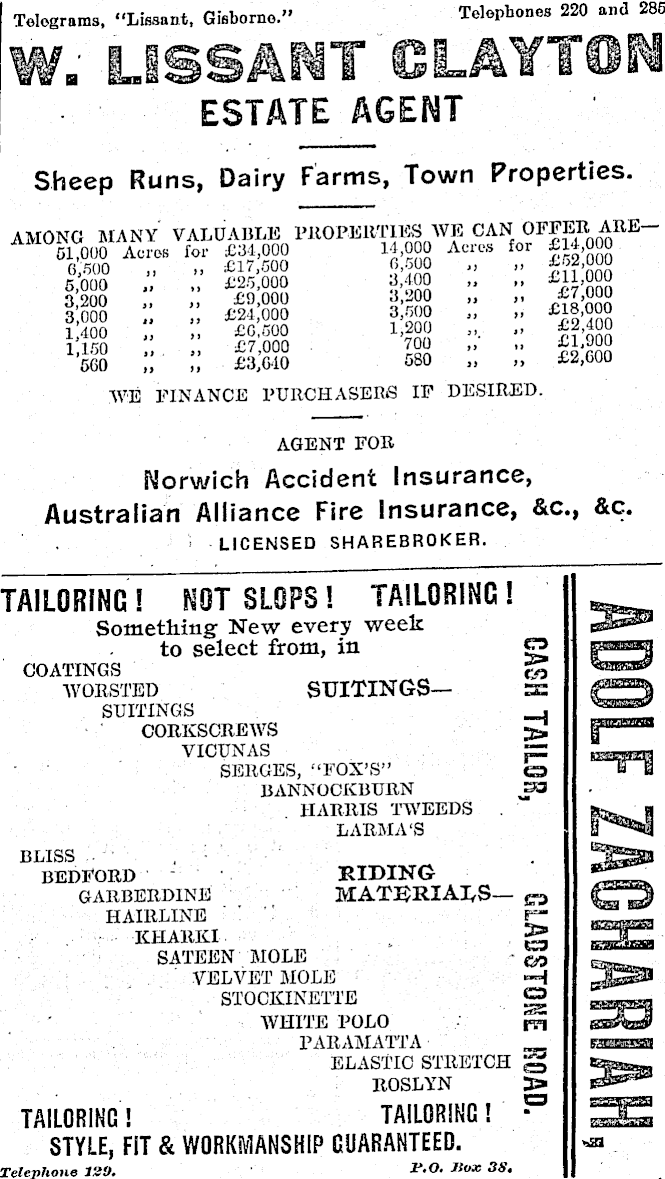 Telegrams, "Lissant, Gisborne." Telephones 220 and 285
W. LISSANT CLAYTON
ESTATE AGENT
Sheep Runs, Dairy Farms, Town Properties.
AMONG MANY VALUABLE PROPERTIES WE CAN OFFER ARE—
51,000 Acres for £34,000 14,000 Acres for £14,000
6,500 ,, ,, £17,500 6,500 ,, ,, £52,000
5,000 ,, ,, £25,000 3,400 ,, ,, £11,000
3,200 ,, ,, £9,000 3,200 ,, ,, £7,000
3,000 ,, ,, £24,000 3,500 ,, ,, £18,000
1,400 ,, ,, £6,500 1,200 ,, ,, £2,400
1,150 ,, ,, £7,000 700 ,, ,, £1,900
560 ,, ,, £3,640 580 ,, ,, £2,600
WE FINANCE PURCHASERS IF DESIRED.
AGENT FOR
Norwich Accident Insurance,
Australian Alliance Fire Insurance, &c., &c.
LICENSED SHAREBROKER.
TAILORING! NOT SLOPS! TAILORING!
Something New every week
to select from, in
COATINGS
WORSTED SUITINGS—
SUITINGS
CORKSCREWS
VICUNAS
SERGES, "FOX'S"
BANNOCKBURN
HARRIS TWEEDS
LARMA'S
BLISS
BEDFORD RIDING
GARBERDINE MATERIALS—
HAIRLINE
KHARKI
SATEEN MOLE
VELVET MOLE
STOCKINETTE
WHITE POLO
PARAMATTA
ELASTIC STRETCH
ROSLYN
TAILORING! TAILORING!
STYLE, FIT & WORKMANSHIP GUARANTEED.
Telephone 129. P.O. Box 38.
CASH TAILOR, GLADSTONE ROAD.
ADOLF ZACHARIAH,